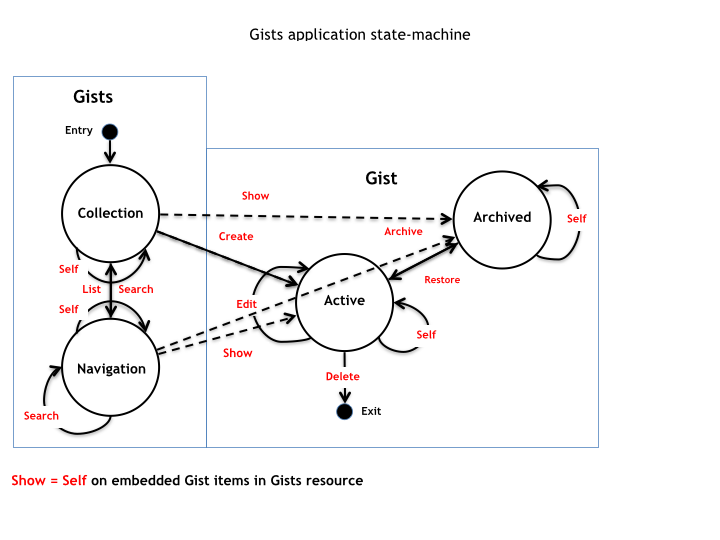 Gists application state-machine
Gists
Entry
Gist
Collection
Show
Archived
Self
Create
Archive
Self
List
Search
Restore
Self
Edit
Active
Self
Show
Navigation
Delete
Search
Exit
Show = Self on embedded Gist items in Gists resource